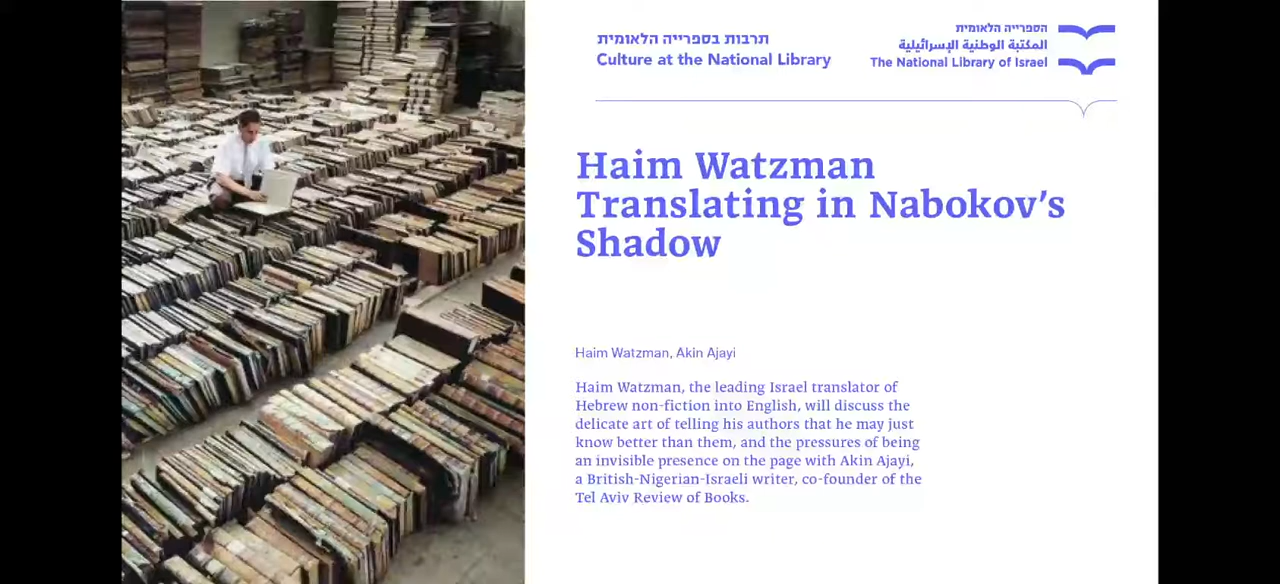 תרבות בספרייה הלאומית
Culture at the National Library
הספרייה הלאומית
المكتبة الوطنية الإسرائيلية
The National Library of Israel
Haim Watzman
Translating in Nabokov's
Shadow
Haim Watzman, Akin Ajayi
Haim Watzman, the leading Israel translator of
Hebrew non-fiction into English, will discuss the
delicate art of telling his authors that he may just
know better than them, and the pressures of being
an invisible presence on the page with Akin Ajayi,
a British-Nigerian-Israeli writer, co-founder of the
Tel Aviv Review of Books.